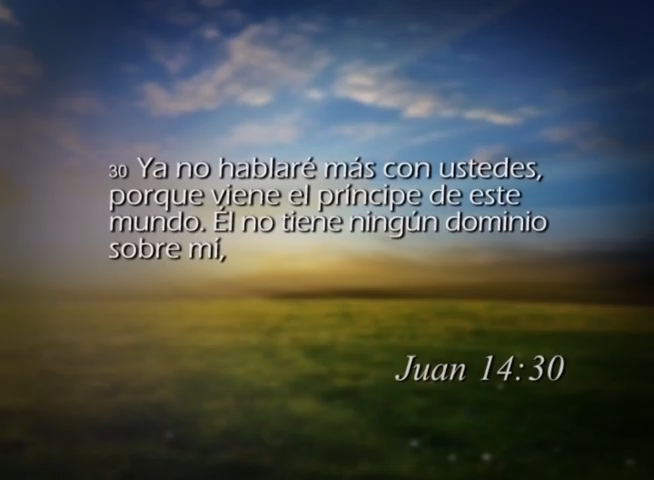 30 Ya no hablaré más con ustedes,
porque viene el príncipe de este
mundo. Él no tiene ningún dominio
sobre mí,
Juan 14:30